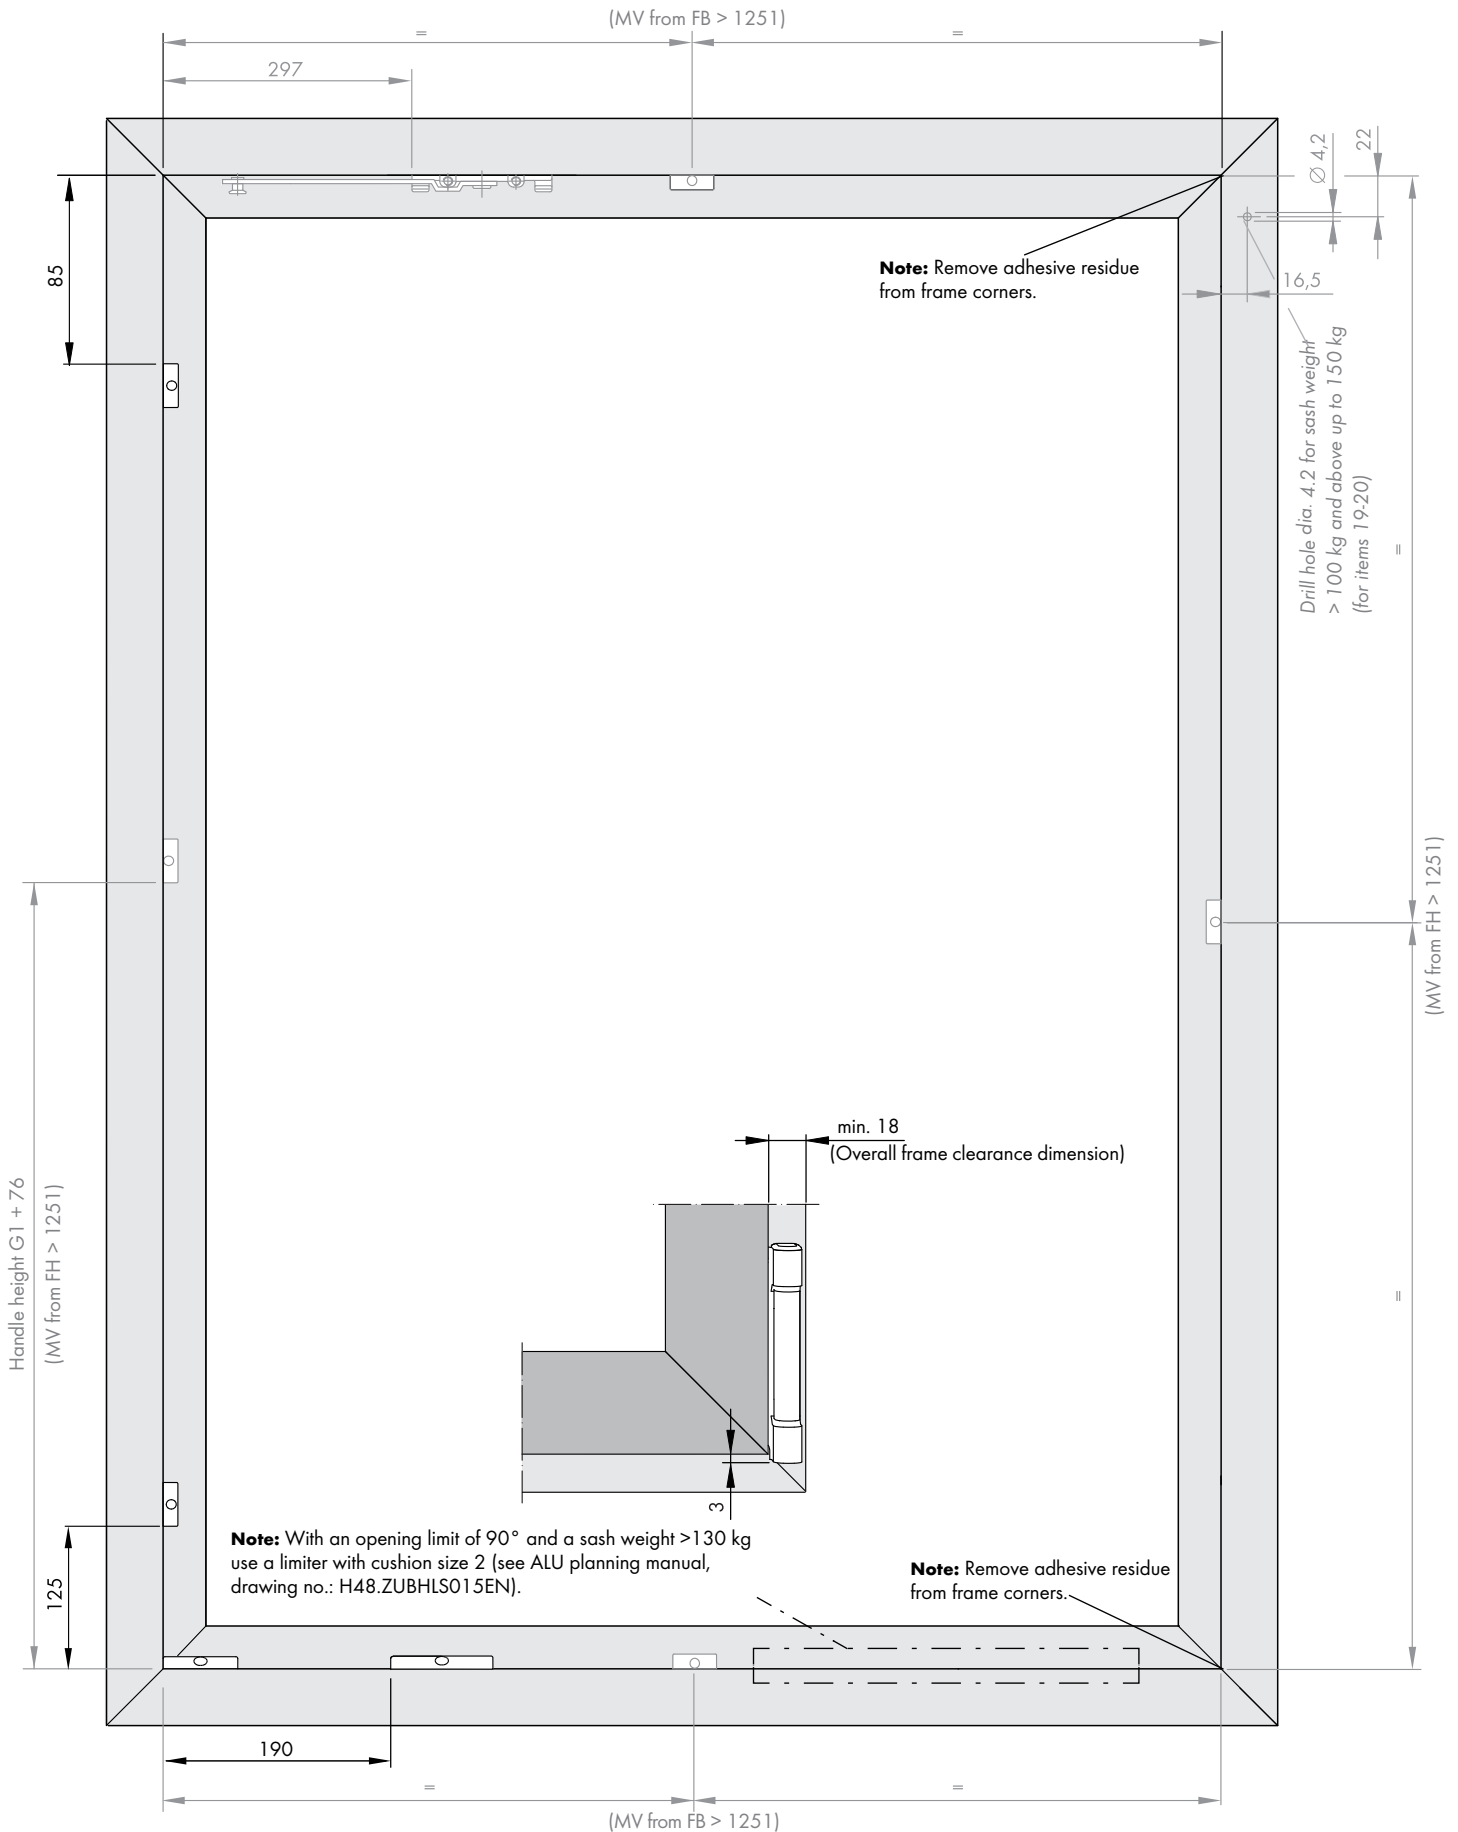 (MV from FB > 1251)
=
=
297
Ø 4,2
22
85
Note: Remove adhesive residue
from frame corners.
16,5
Drill hole dia. 4.2 for sash weight
> 100 kg and above up to 150 kg
(for items 19-20)
=
(MV from FH > 1251)
=
Handle height G1 + 76
(MV from FH > 1251)
min. 18
(Overall frame clearance dimension)
3
Note: With an opening limit of 90° and a sash weight >130 kg
use a limiter with cushion size 2 (see ALU planning manual,
drawing no.: H48.ZUBHLS015EN).
Note: Remove adhesive residue
from frame corners.
125
190
=
=
(MV from FB > 1251)